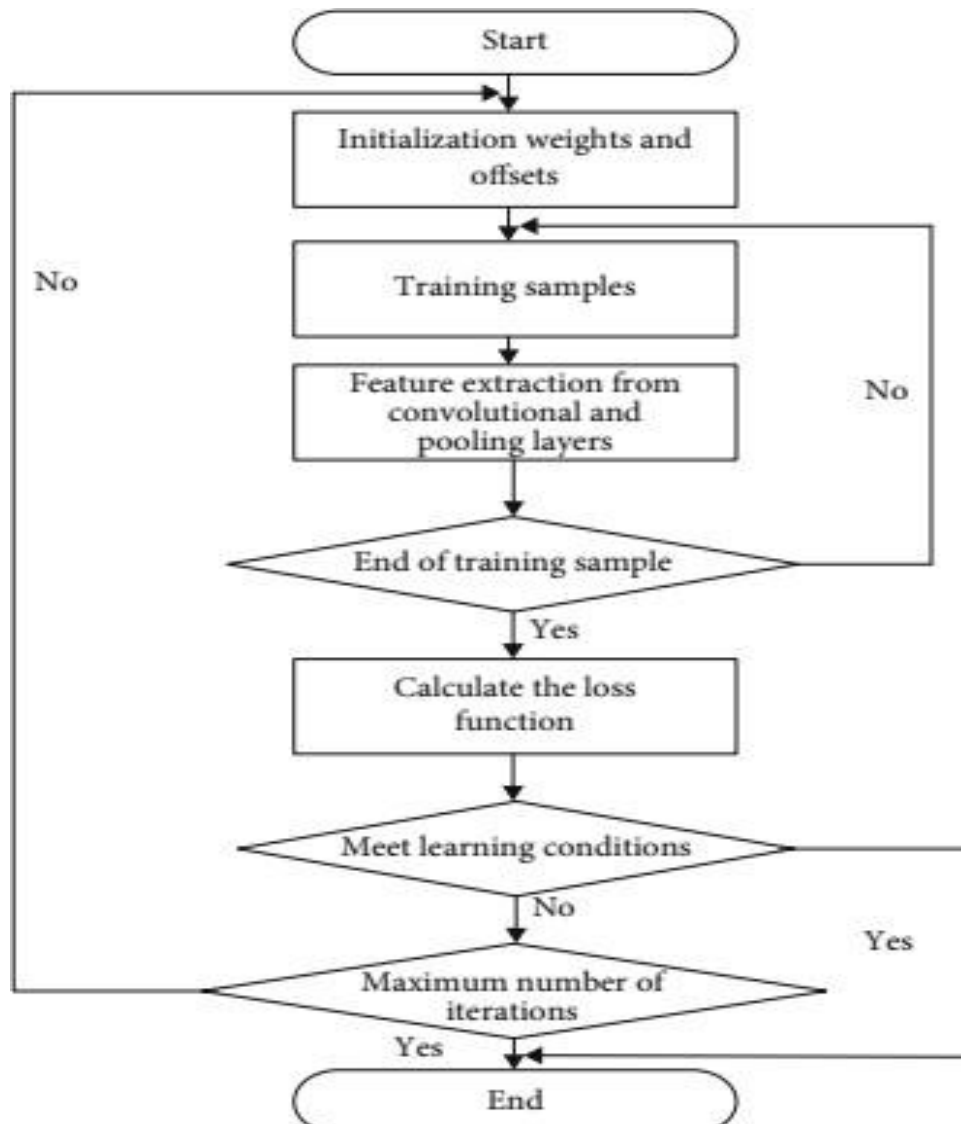 Start
Initialization weights and
offsets
No
Training samples
Feature extraction from
convolutional and
pooling layers
No
End of training sample
Yes
Calculate the loss
function
Meet learning conditions
No
Yes
Maximum number of
iterations
Yes
End